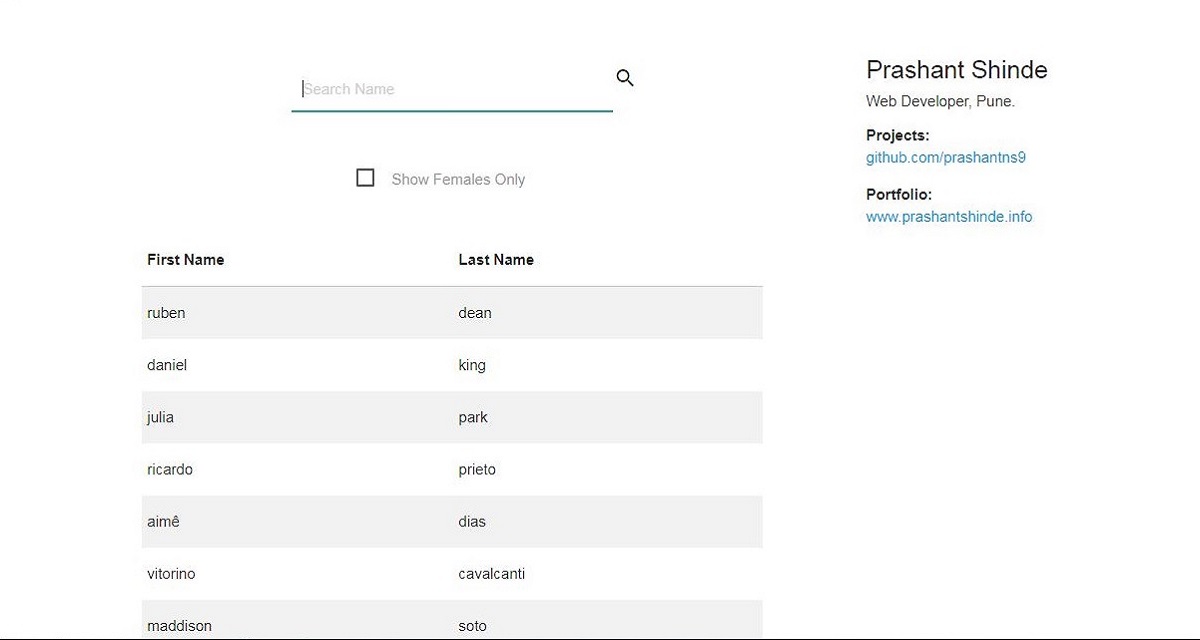 Search Name
Show Females Only
First Name Last Name
ruben dean
daniel king
julia park
ricardo prieto
aimê dias
vitorino cavalcanti
maddison soto
Prashant Shinde
Web Developer, Pune.
Projects:
github.com/prashantns9
Portfolio:
www.prashantshinde.info